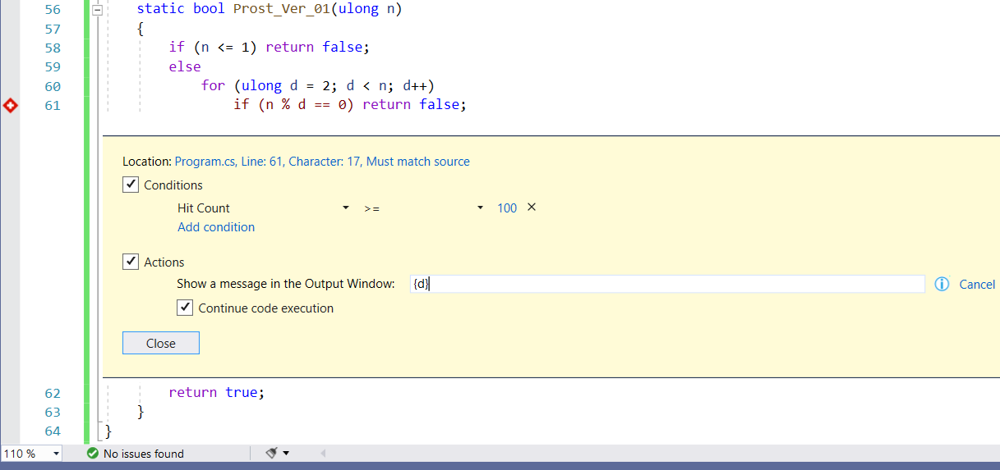 56 static bool Prost_Ver_01(ulong n)
57 {
58 if (n <= 1) return false;
59 else
60 for (ulong d = 2; d < n; d++)
61 if (n % d == 0) return false;
Location: Program.cs, Line: 61, Character: 17, Must match source
Conditions
Hit Count >= 100
Add condition
Actions
Show a message in the Output Window: {d} Cancel
Continue code execution
Close
62 return true;
63 }
64 }
110 % No issues found